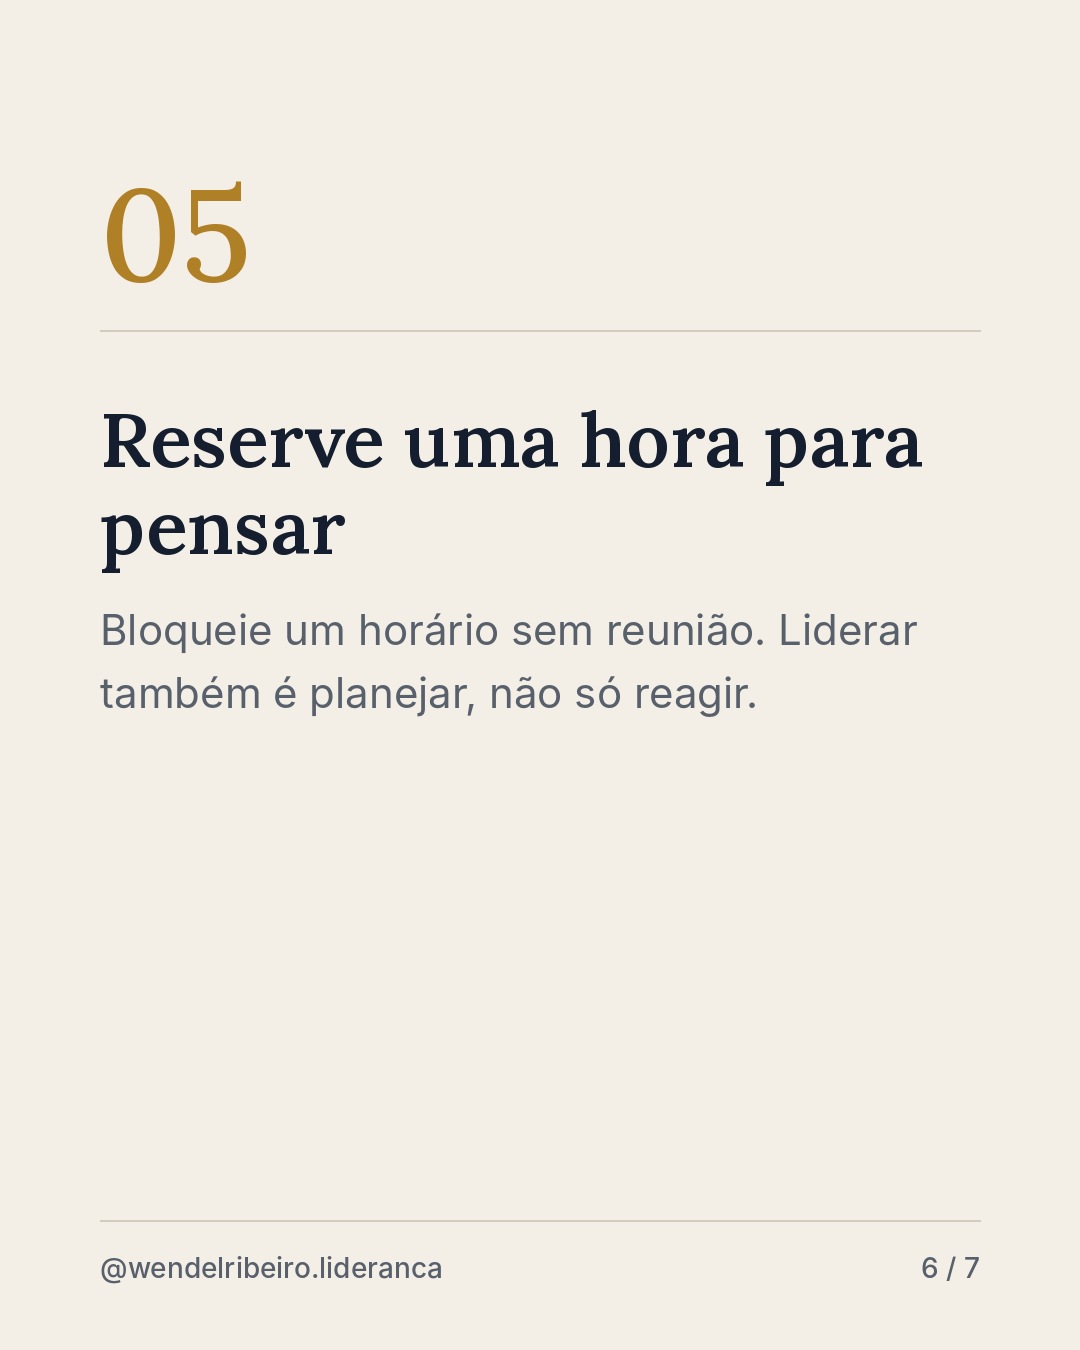 05
Reserve uma hora para
pensar
Bloqueie um horário sem reunião. Liderar
também é planejar, não só reagir.
@wendelribeiro.lideranca
6 / 7